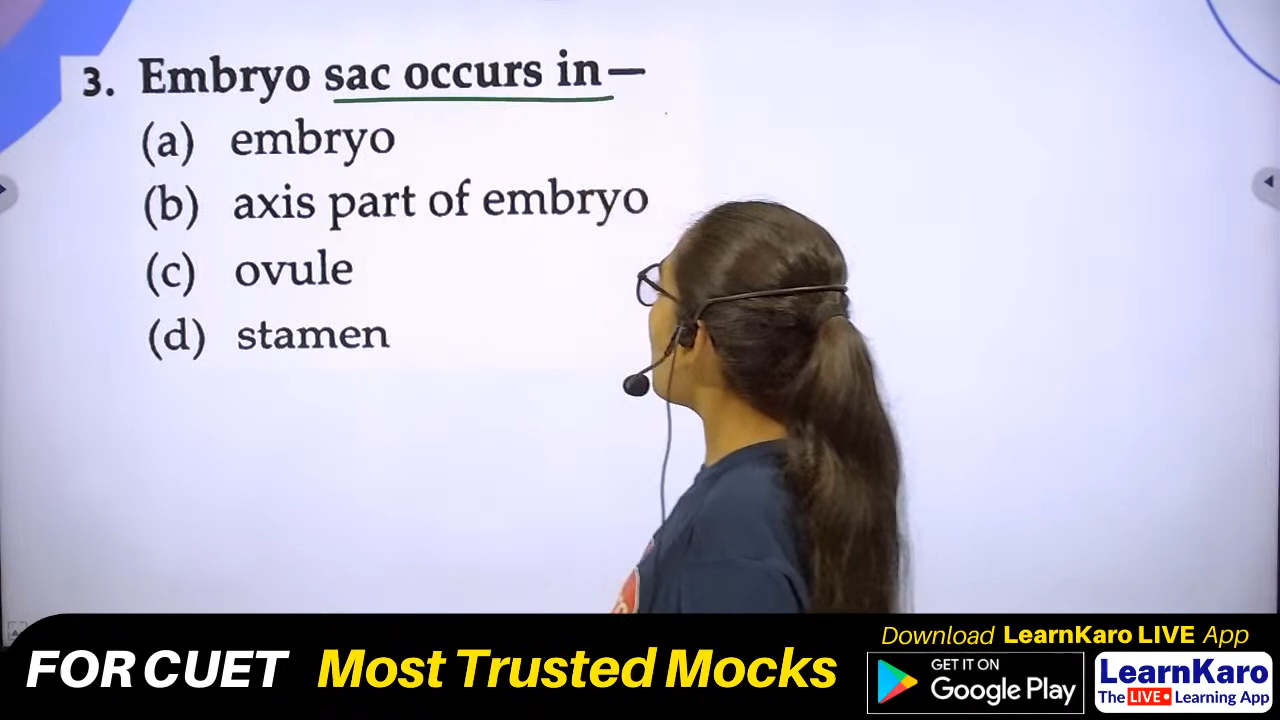 3. Embryo sac occurs in—
(a) embryo
(b) axis part of embryo
(c) ovule
(d) stamen
FOR CUET Most Trusted Mocks
Download LearnKaro LIVE App
GET IT ON
Google Play
LearnKaro
The LIVE Learning App